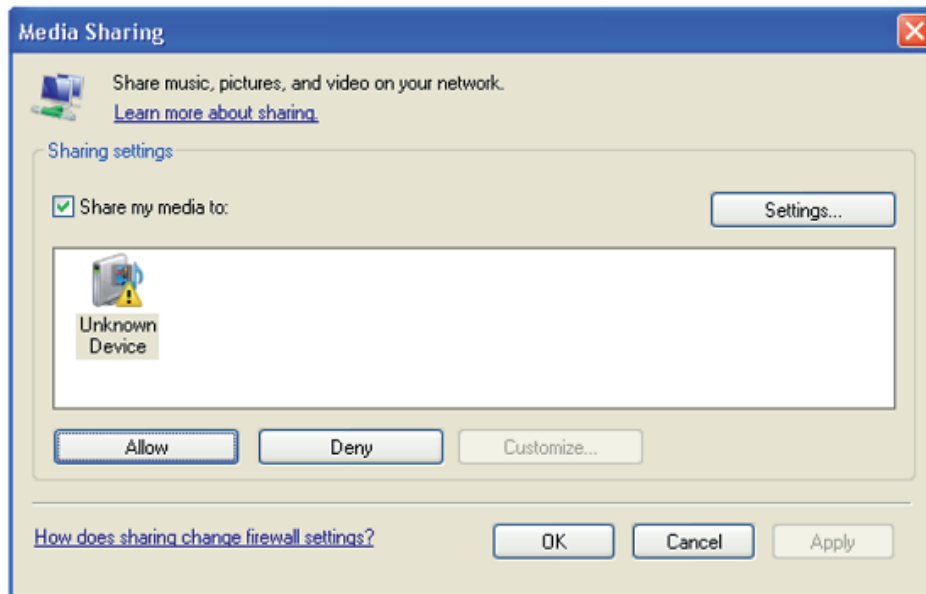 Media Sharing
Share music, pictures, and video on your network.
Learn more about sharing.
Sharing settings
Share my media to:
Settings...
Unknown
Device
Allow
Deny
Customize...
How does sharing change firewall settings?
OK
Cancel
Apply